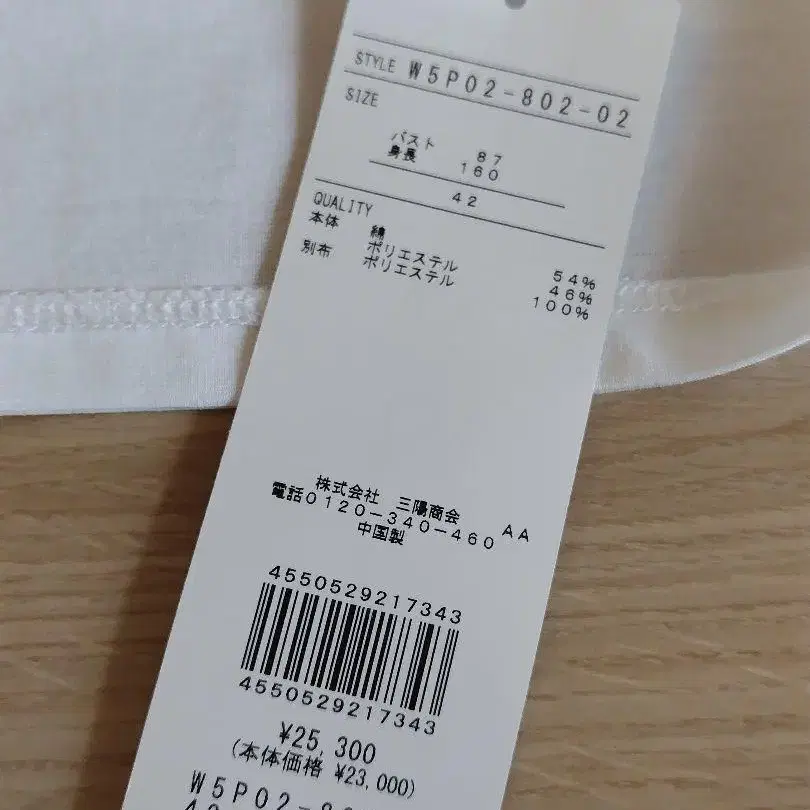 STYLE W5P02-802-02
SIZE
バスト 87
身長 160
42
QUALITY
本体 綿 54%
ポリエステル 46%
別布 ポリエステル 100%
株式会社 三陽商会 AA
電話0120-340-460
中国製
4550529217343
4550529217343
¥25,300
(本体価格 ¥23,000)
W5P02-8